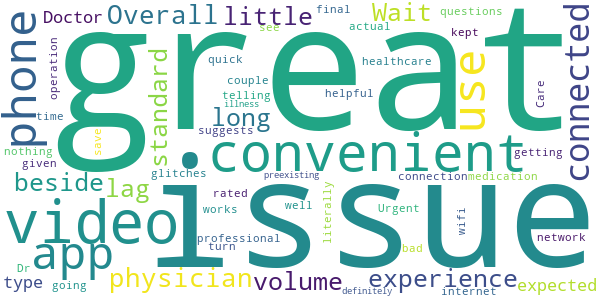 great
issue
video
convenient
app
phone
Overall
little
Wait
use
connected
long
standard
beside
lag
physician
volume
experience
expected
type
Doctor
final
questions
kept
see
actual
operation
quick
healthcare
couple
telling
illness
helpful
Care
time
suggests
save
nothing
given
glitches
preexisting
getting
connection
medication
rated
works
well
literally
Urgent
wifi
network
professional
turn
bad
Dr
going
definitely
internet